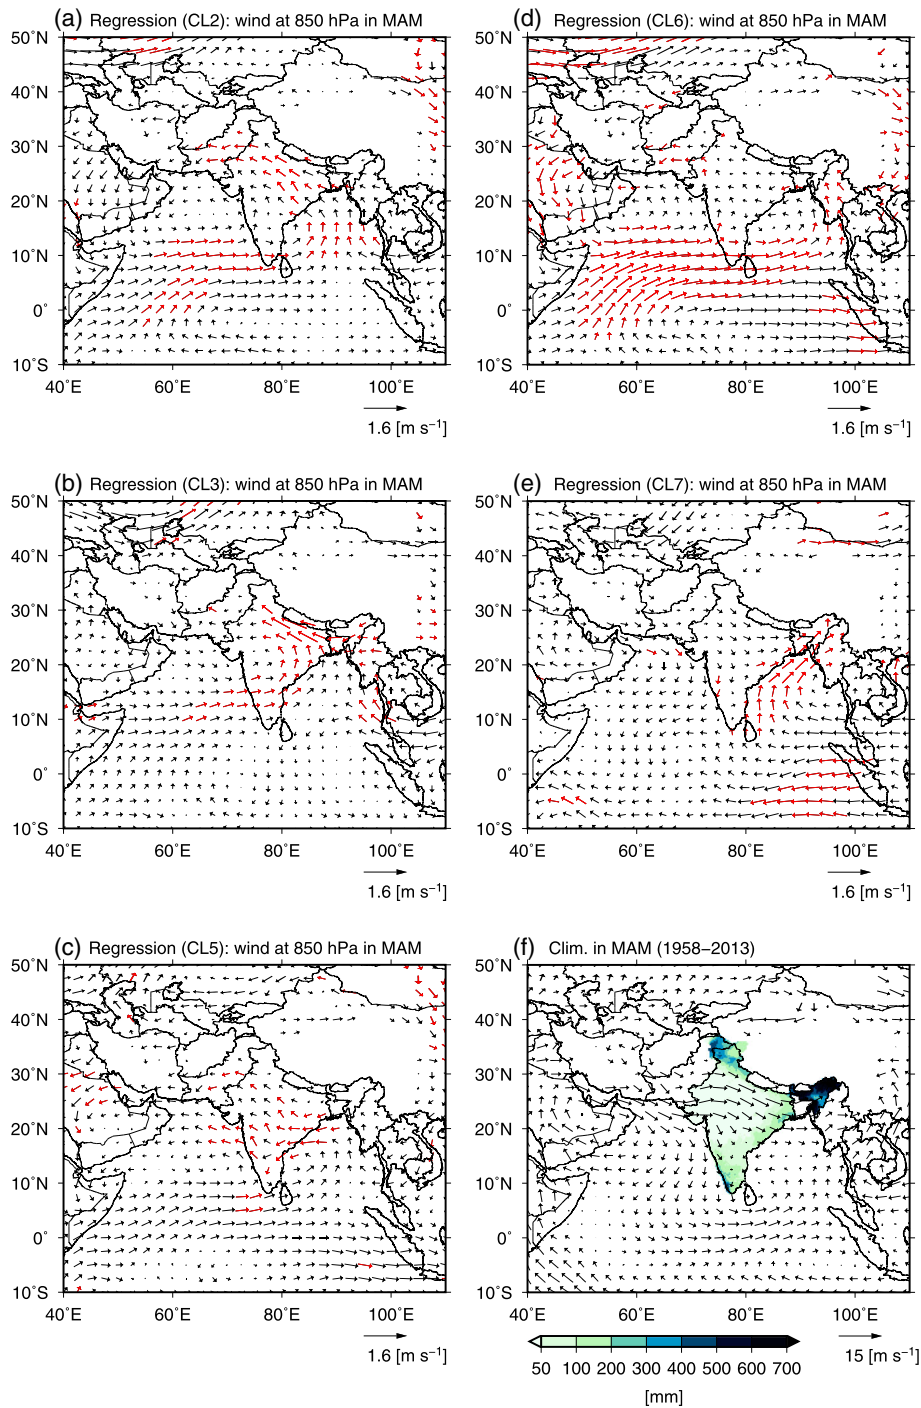 (a) Regression (CL2): wind at 850 hPa in MAM
50˚N
40˚N
30˚N
20˚N
10˚N
0˚
10˚S
40˚E 60˚E 80˚E 100˚E
1.6 [m s⁻¹]
(d) Regression (CL6): wind at 850 hPa in MAM
50˚N
40˚N
30˚N
20˚N
10˚N
0˚
10˚S
40˚E 60˚E 80˚E 100˚E
1.6 [m s⁻¹]
(b) Regression (CL3): wind at 850 hPa in MAM
50˚N
40˚N
30˚N
20˚N
10˚N
0˚
10˚S
40˚E 60˚E 80˚E 100˚E
1.6 [m s⁻¹]
(e) Regression (CL7): wind at 850 hPa in MAM
50˚N
40˚N
30˚N
20˚N
10˚N
0˚
10˚S
40˚E 60˚E 80˚E 100˚E
1.6 [m s⁻¹]
(c) Regression (CL5): wind at 850 hPa in MAM
50˚N
40˚N
30˚N
20˚N
10˚N
0˚
10˚S
40˚E 60˚E 80˚E 100˚E
1.6 [m s⁻¹]
(f) Clim. in MAM (1958−2013)
50˚N
40˚N
30˚N
20˚N
10˚N
0˚
10˚S
40˚E 60˚E 80˚E 100˚E
50 100 200 300 400 500 600 700
15 [m s⁻¹]
[mm]